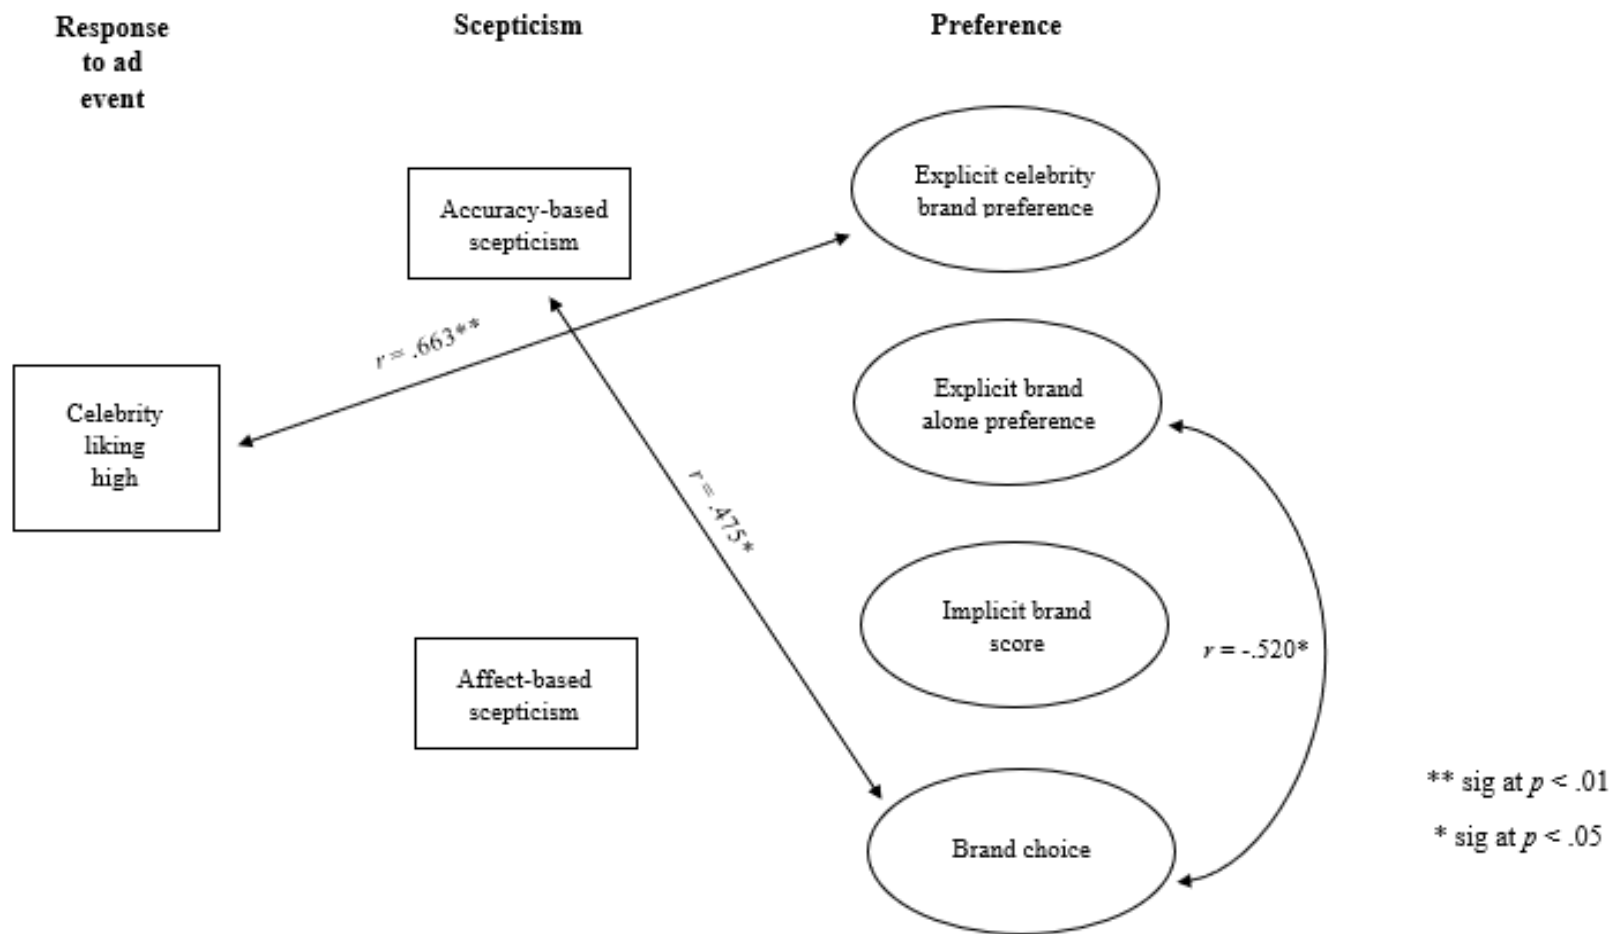 Response
to ad
event
Scepticism
Preference
Explicit celebrity
brand preference
Accuracy-based
scepticism
r = .663**
Celebrity
liking
high
Explicit brand
alone preference
r = .475*
Implicit brand
score
r = -.520*
Affect-based
scepticism
Brand choice
** sig at p < .01
* sig at p < .05